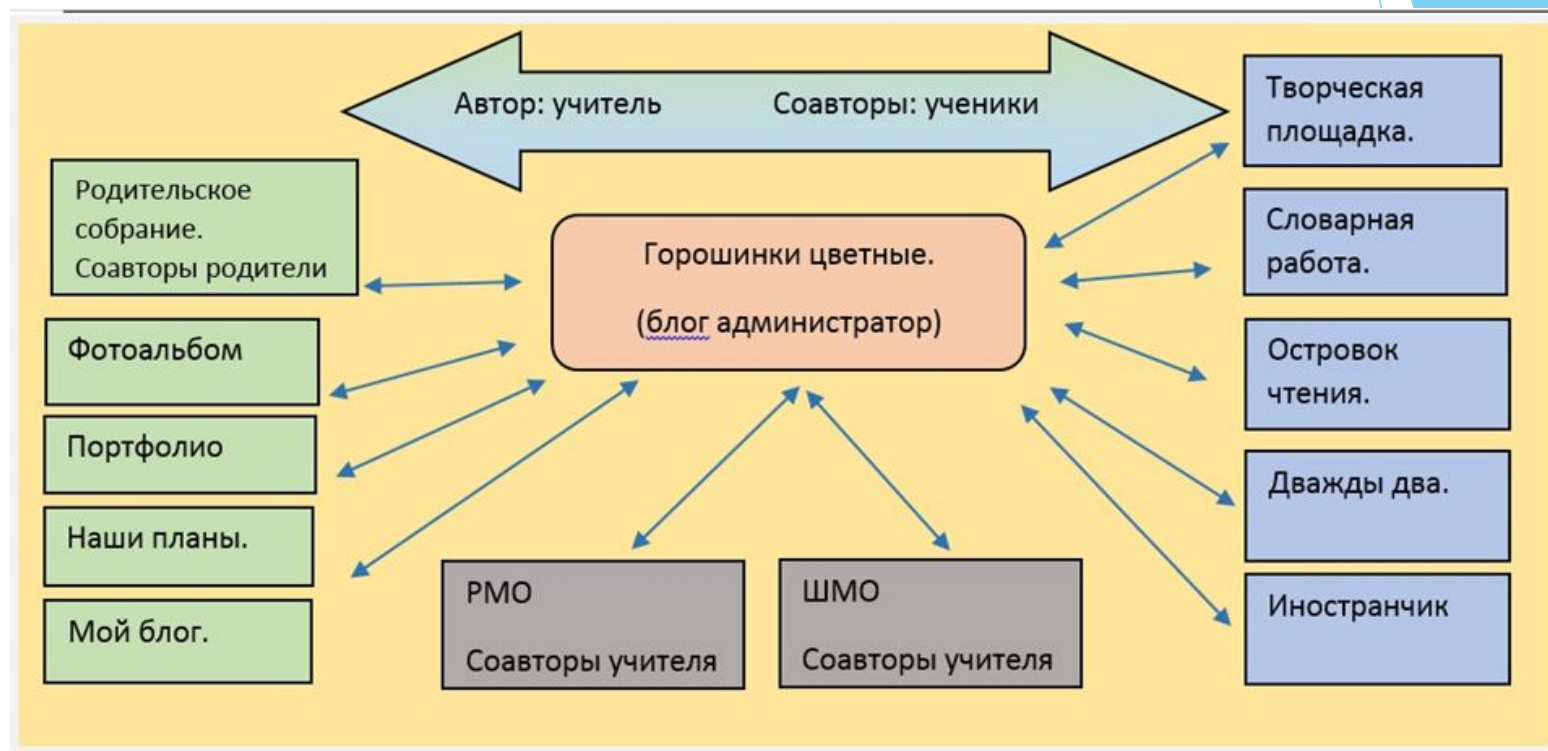 Автор: учитель Соавторы: ученики
Родительское
собрание.
Соавторы родители
Фотоальбом
Портфолио
Наши планы.
Мой блог.
Горошинки цветные.
(блог администратор)
РМО
Соавторы учителя
ШМО
Соавторы учителя
Творческая
площадка.
Словарная
работа.
Островок
чтения.
Дважды два.
Иностранчик